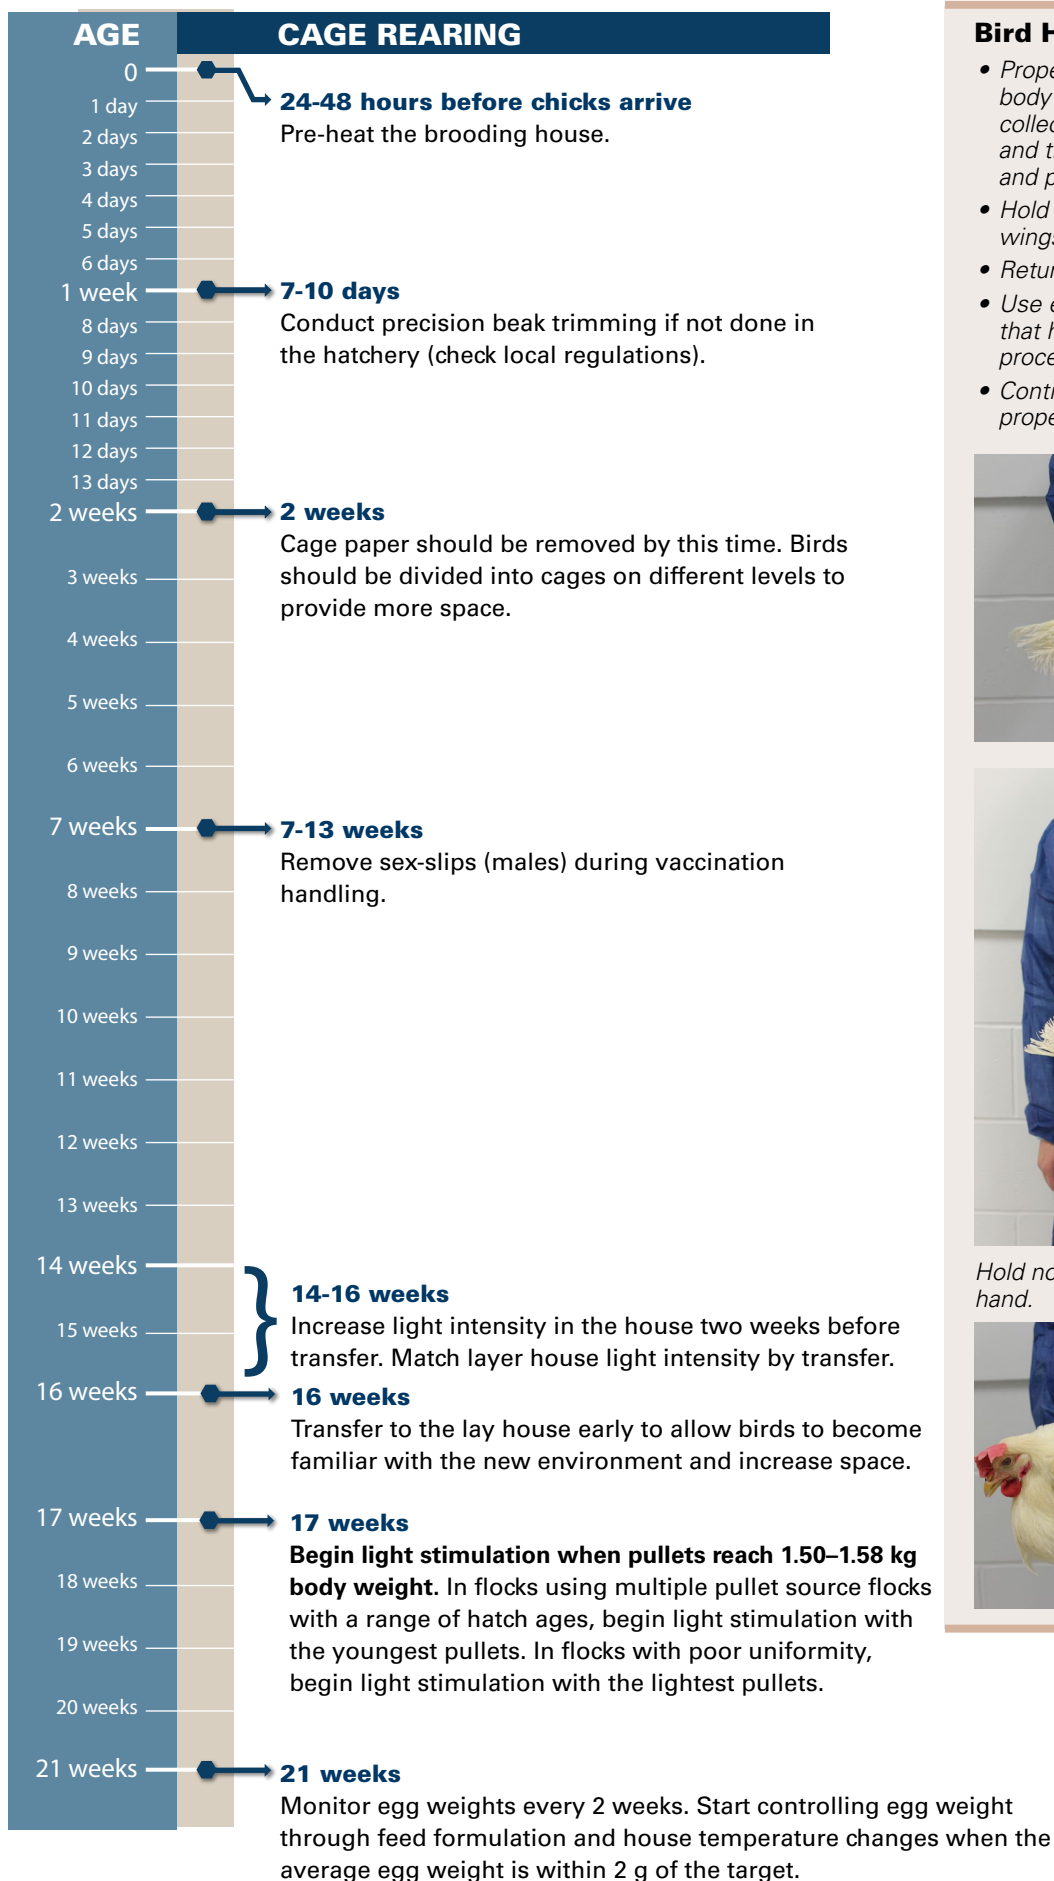 AGE
CAGE REARING
0
24-48 hours before chicks arrive
Pre-heat the brooding house.
1 day
2 days
3 days
4 days
5 days
6 days
1 week
7-10 days
Conduct precision beak trimming if not done in
the hatchery (check local regulations).
8 days
9 days
10 days
11 days
12 days
13 days
2 weeks
2 weeks
Cage paper should be removed by this time. Birds
should be divided into cages on different levels to
provide more space.
3 weeks
4 weeks
5 weeks
6 weeks
7 weeks
7-13 weeks
Remove sex-slips (males) during vaccination
handling.
8 weeks
9 weeks
10 weeks
11 weeks
12 weeks
13 weeks
14 weeks
14-16 weeks
Increase light intensity in the house two weeks before
transfer. Match layer house light intensity by transfer.
15 weeks
16 weeks
16 weeks
Transfer to the lay house early to allow birds to become
familiar with the new environment and increase space.
17 weeks
17 weeks
Begin light stimulation when pullets reach 1.50–1.58 kg
body weight. In flocks using multiple pullet source flocks
with a range of hatch ages, begin light stimulation with
the youngest pullets. In flocks with poor uniformity,
begin light stimulation with the lightest pullets.
18 weeks
19 weeks
20 weeks
21 weeks
21 weeks
Monitor egg weights every 2 weeks. Start controlling egg weight
through feed formulation and house temperature changes when the
average egg weight is within 2 g of the target.
Bird
•
body
and
and
• Hold
•
• Use
that
•
Hold
hand.